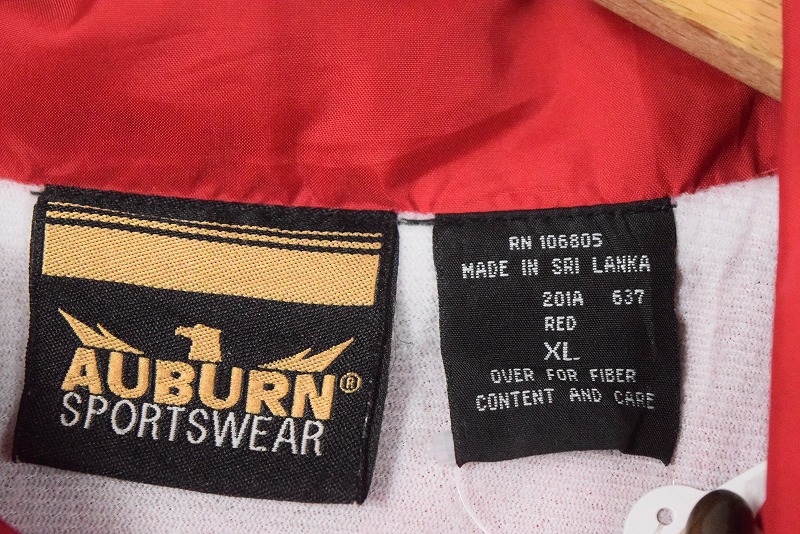 AUBURN®
SPORTSWEAR
RN 106805
MADE IN SRI LANKA
201A 637
RED
XL
OVER FOR FIBER
CONTENT AND CARE